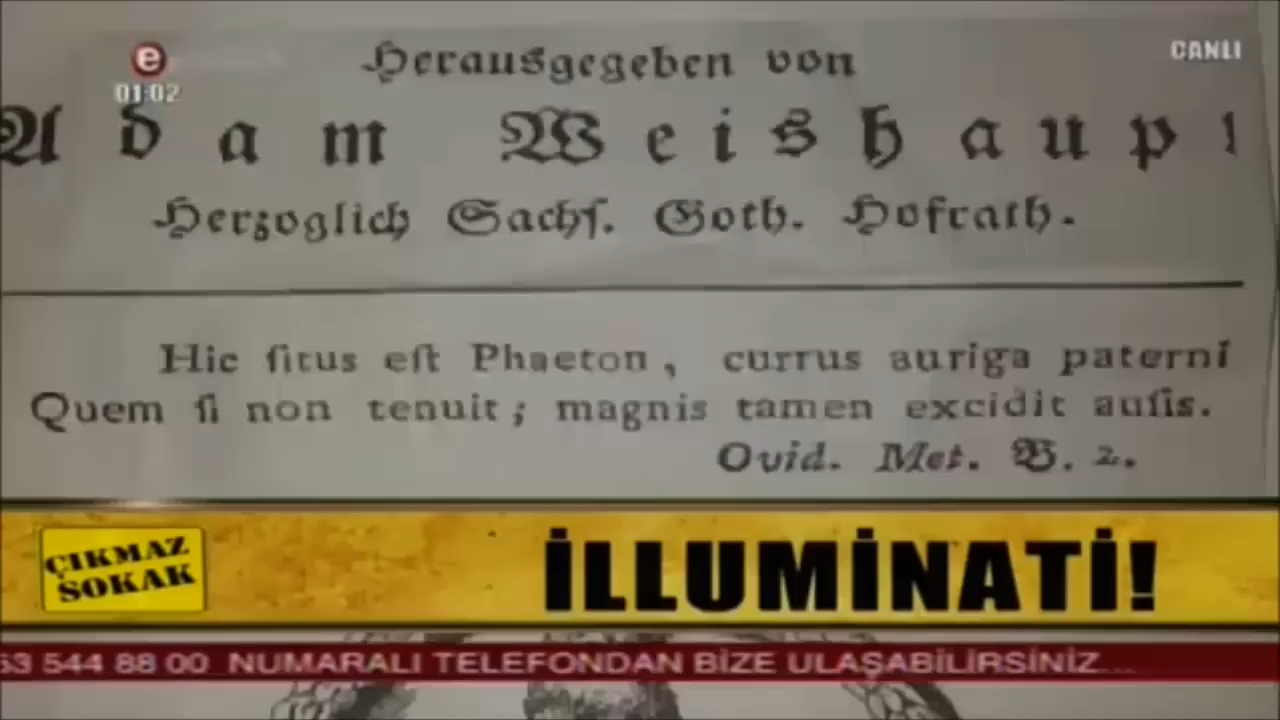 e
CANLI
01:02
Herausgegeben von
Adam Weishaupt
Herzoglich Sachſ. Goth. Hofrath.
Hic ſitus eſt Phaeton, currus auriga paterni
Quem ſi non tenuit; magnis tamen excidit auſis.
Ovid. Met. B. 2.
ÇIKMAZ
SOKAK
İLLUMİNATİ!
53 544 88 00 NUMARALI TELEFONDAN BİZE ULAŞABİLİRSİNİZ...